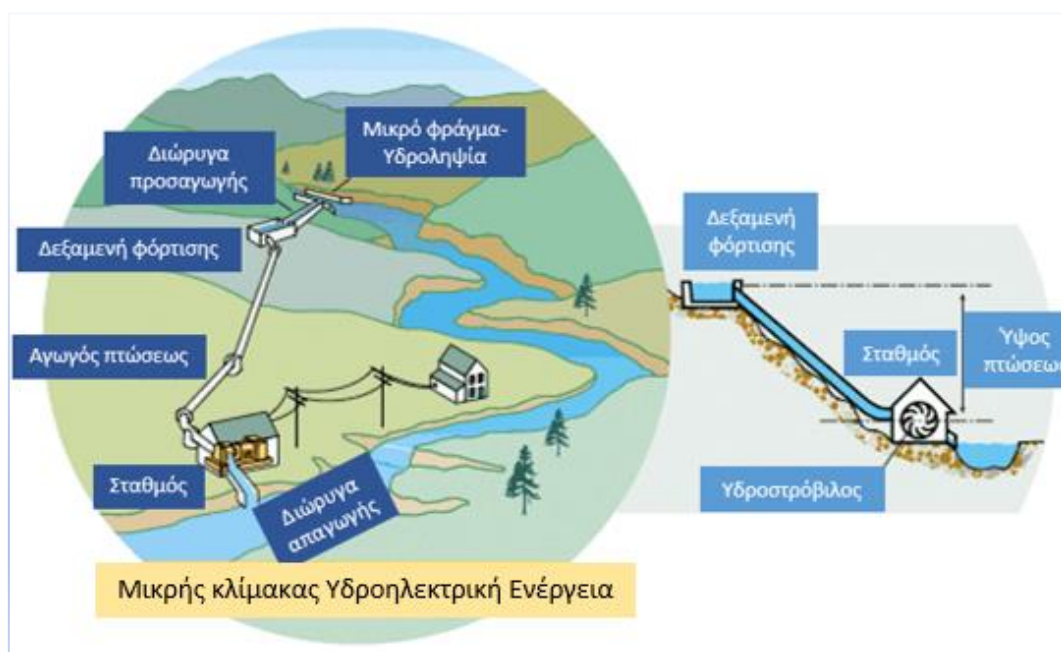 Μικρό φράγμα-
Υδροληψία
Διώρυγα
προσαγωγής
Δεξαμενή φόρτισης
Αγωγός πτώσεως
Σταθμός
Διώρυγα
απαγωγής
Μικρής κλίμακας Υδροηλεκτρική Ενέργεια
Δεξαμενή
φόρτισης
Σταθμός
Ύψος
πτώσεως
Υδροστρόβιλος